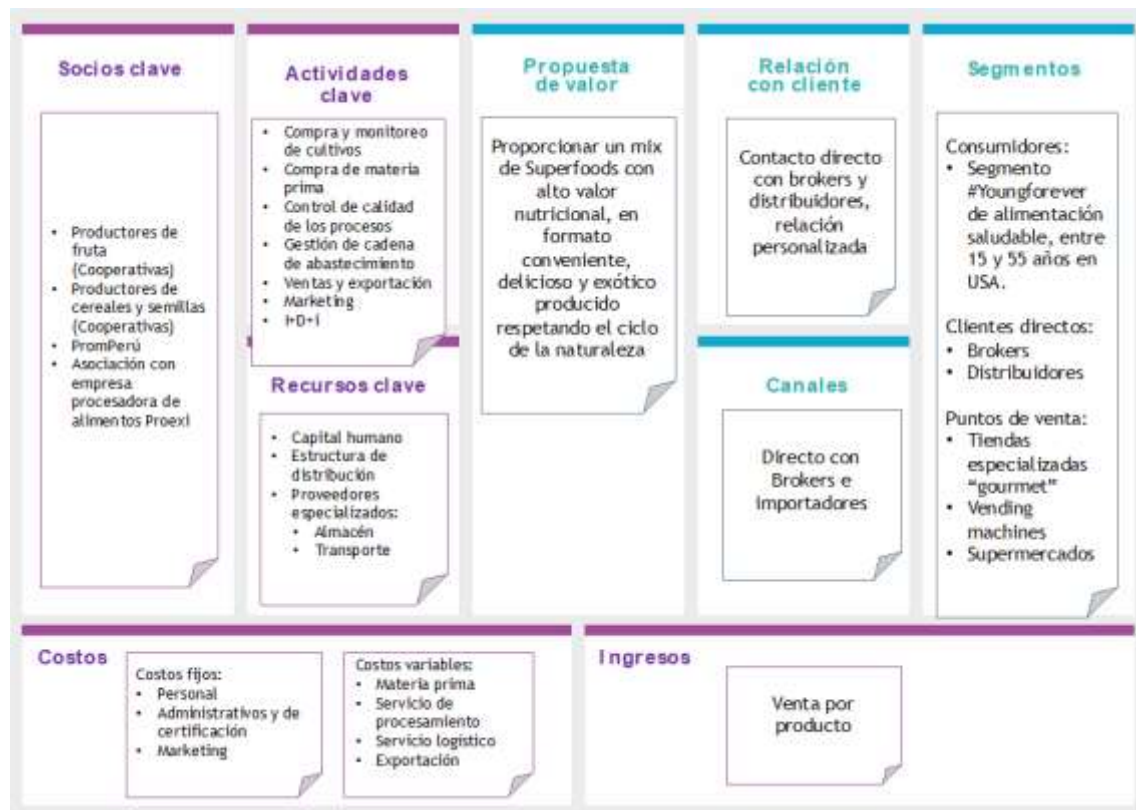 Socios clave
• Productores de
fruta
(Cooperativas)
• Productores de
cereales y semillas
(Cooperativas)
• PromPerú
• Asociación con
empresa
procesadora de
alimentos Proexi
Actividades
clave
• Compra y monitoreo
de cultivos
• Compra de materia
prima
• Control de calidad
de los procesos
• Gestión de cadena
de abastecimiento
• Ventas y exportación
• Marketing
• I+D+i
Recursos clave
• Capital humano
• Estructura de
distribución
• Proveedores
especializados:
• Almacén
• Transporte
Propuesta
de valor
Proporcionar un mix
de Superfoods con
alto valor
nutricional, en
formato
conveniente,
delicioso y exótico
producido
respetando el ciclo
de la naturaleza
Relación
con cliente
Contacto directo
con brokers y
distribuidores,
relación
personalizada
Canales
Directo con
Brokers e
Importadores
Segmentos
Consumidores:
• Segmento
#Youngforever
de alimentación
saludable, entre
15 y 55 años en
USA.
Clientes directos:
• Brokers
• Distribuidores
Puntos de venta:
• Tiendas
especializadas
“gourmet”
• Vending
machines
• Supermercados
Costos
Costos fijos:
• Personal
• Administrativos y de
certificación
• Marketing
Costos variables:
• Materia prima
• Servicio de
procesamiento
• Servicio logístico
• Exportación
Ingresos
Venta por
producto